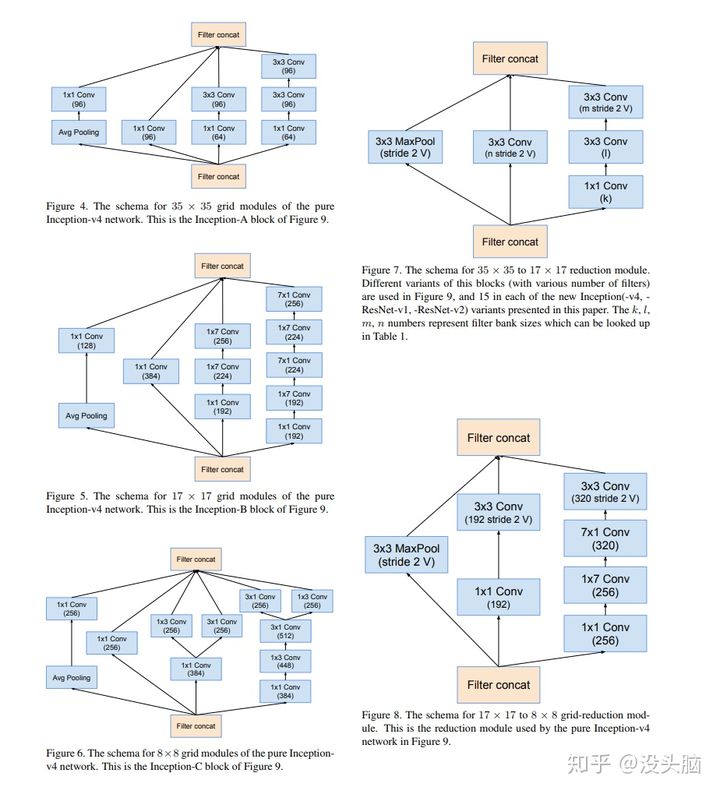 Filter concat
3x3 Conv
(96)
1x1 Conv
(96)
3x3 Conv
(96)
3x3 Conv
(96)
Avg Pooling
1x1 Conv
(96)
1x1 Conv
(64)
1x1 Conv
(64)
Filter concat
Figure 4. The schema for 35 × 35 grid modules of the pure
Inception-v4 network. This is the Inception-A block of Figure 9.
Filter concat
7x1 Conv
(256)
1x7 Conv
(224)
7x1 Conv
(224)
1x7 Conv
(192)
1x1 Conv
(192)
1x7 Conv
(256)
1x7 Conv
(224)
1x1 Conv
(192)
1x1 Conv
(384)
1x1 Conv
(128)
Avg Pooling
Filter concat
Figure 5. The schema for 17 × 17 grid modules of the pure
Inception-v4 network. This is the Inception-B block of Figure 9.
Filter concat
1x1 Conv
(256)
Avg Pooling
1x1 Conv
(256)
1x3 Conv
(256)
3x1 Conv
(256)
1x1 Conv
(384)
3x1 Conv
(256)
1x3 Conv
(256)
3x1 Conv
(512)
1x3 Conv
(448)
1x1 Conv
(384)
Filter concat
Figure 6. The schema for 8×8 grid modules of the pure Inception-
v4 network. This is the Inception-C block of Figure 9.
Filter concat
3x3 MaxPool
(stride 2 V)
3x3 Conv
(n stride 2 V)
3x3 Conv
(m stride 2 V)
3x3 Conv
(l)
1x1 Conv
(k)
Filter concat
Figure 7. The schema for 35 × 35 to 17 × 17 reduction module.
Different variants of this blocks (with various number of filters)
are used in Figure 9, and 15 in each of the new Inception(-v4, -
ResNet-v1, -ResNet-v2) variants presented in this paper. The k, l,
m, n numbers represent filter bank sizes which can be looked up
in Table 1.
Filter concat
3x3 MaxPool
(stride 2 V)
3x3 Conv
(192 stride 2 V)
1x1 Conv
(192)
3x3 Conv
(320 stride 2 V)
7x1 Conv
(320)
1x7 Conv
(256)
1x1 Conv
(256)
Filter concat
Figure 8. The schema for 17 × 17 to 8 × 8 grid-reduction mod-
ule. This is the reduction module used by the pure Inception-v4
network in Figure 9.
知乎 @没头脑